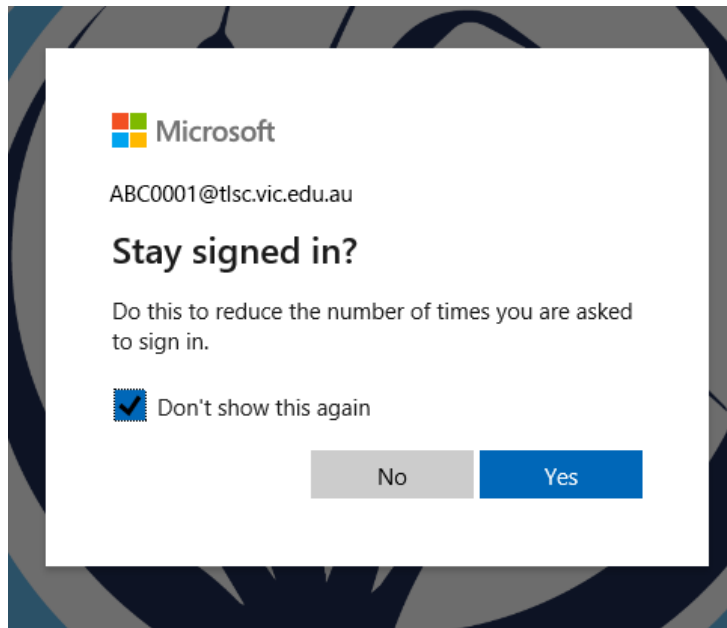 Microsoft
ABC0001@tlsc.vic.edu.au
Stay signed in?
Do this to reduce the number of times you are asked
to sign in.
Don't show this again
No Yes